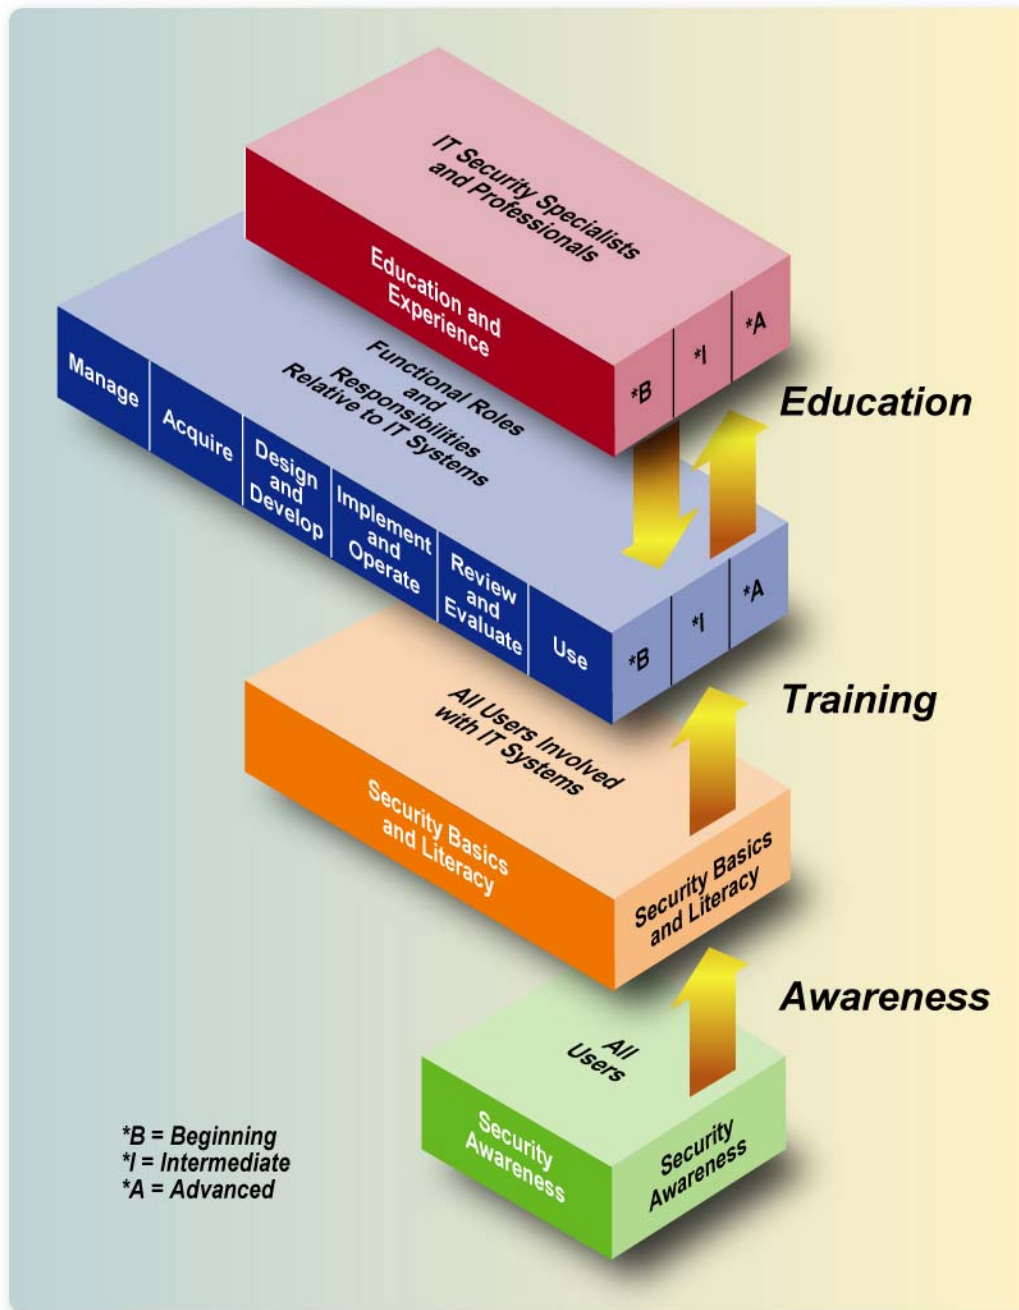 IT Security Specialists
and Professionals
Education and
Experience
*B
*I
*A
Education
Functional Roles
and
Responsibilities
Relative to IT Systems
Manage
Acquire
Design
and
Develop
Implement
and
Operate
Review
and
Evaluate
Use
*B
*I
*A
Training
All Users Involved
with IT Systems
Security Basics
and Literacy
Security Basics
and Literacy
Awareness
All
Users
Security
Awareness
Security
Awareness
*B = Beginning
*I = Intermediate
*A = Advanced